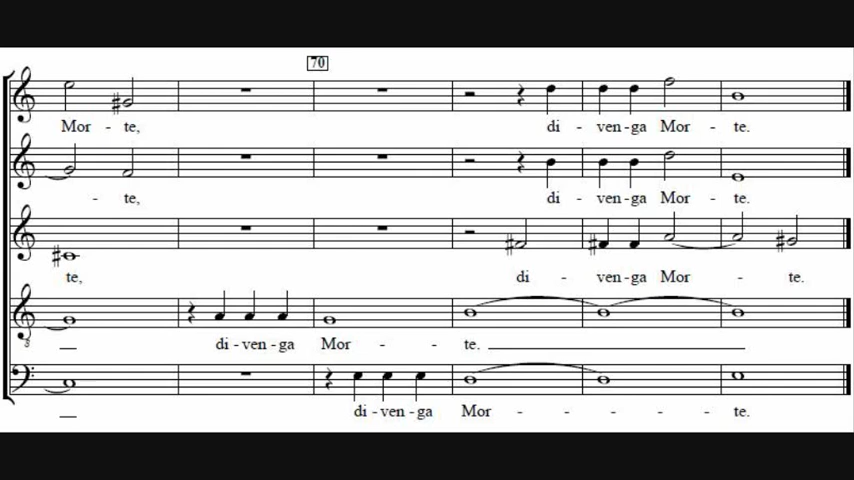 70
Mor - te, di - ven - ga Mor - te.
- te, di - ven - ga Mor - te.
te, di - ven - ga Mor - te.
di - ven - ga Mor - - te.
di - ven - ga Mor - - - - te.